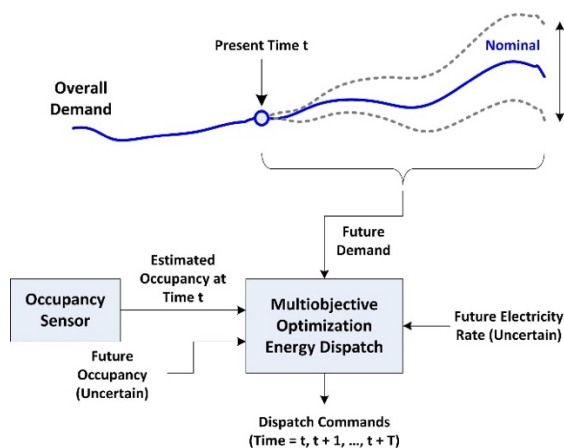 Present Time t
Nominal
Overall
Demand
Future
Demand
Estimated
Occupancy at
Time t
Occupancy
Sensor
Multiobjective
Optimization
Energy Dispatch
Future Electricity
Rate (Uncertain)
Future
Occupancy
(Uncertain)
Dispatch Commands
(Time = t, t + 1, ..., t + T)